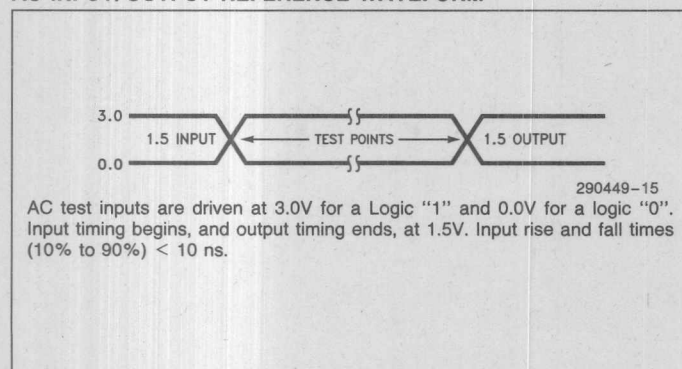 3.0
1.5 INPUT TEST POINTS 1.5 OUTPUT
0.0
290449-15
AC test inputs are driven at 3.0V for a Logic "1" and 0.0V for a logic "0".
Input timing begins, and output timing ends, at 1.5V. Input rise and fall times
(10% to 90%) < 10 ns.